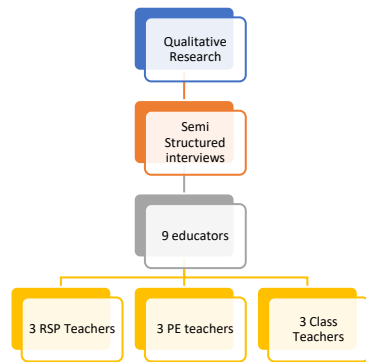 Qualitative
Research
Semi
Structured
interviews
9 educators
3 RSP Teachers
3 PE teachers
3 Class
Teachers